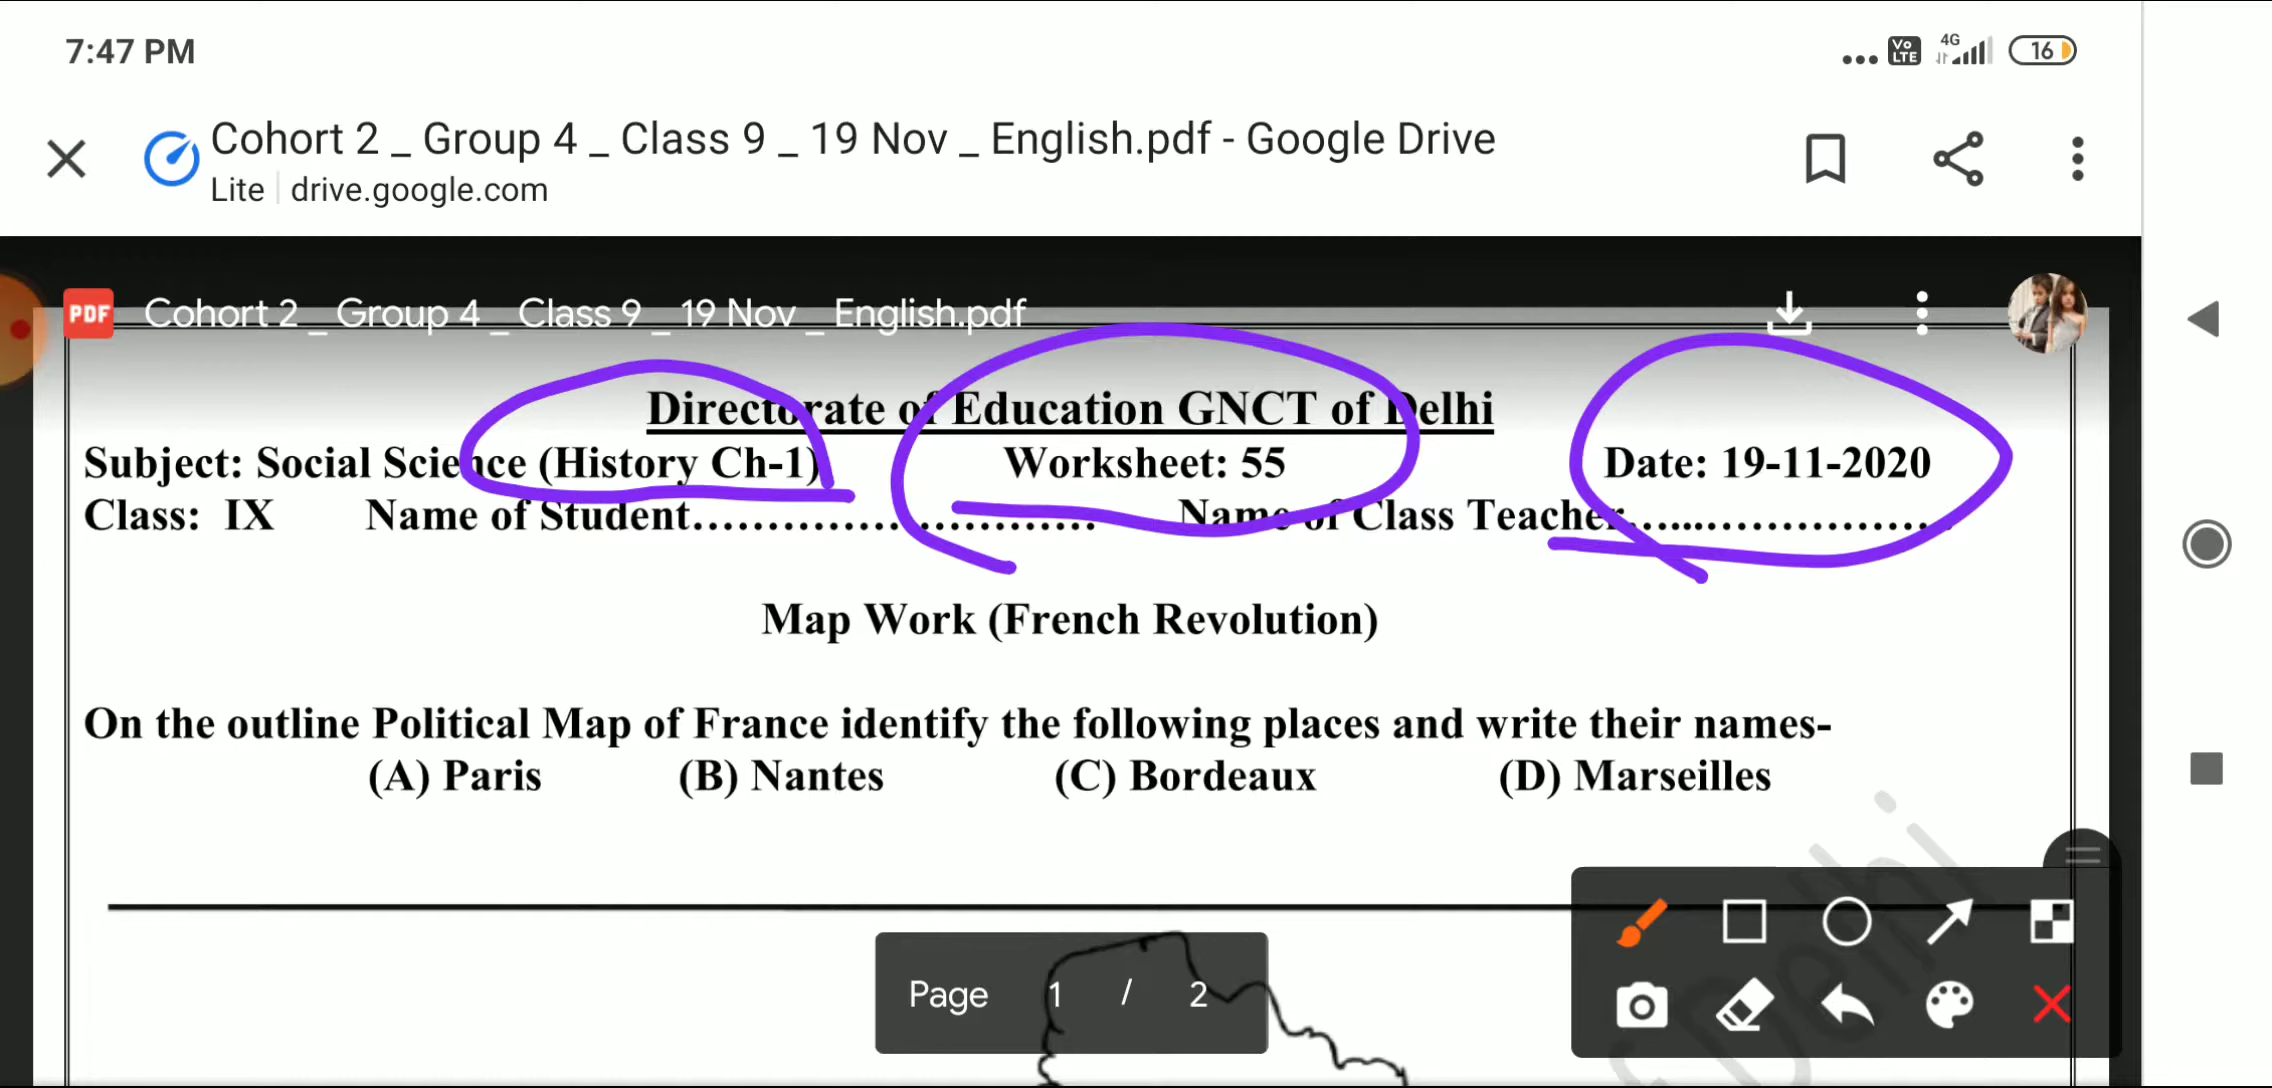 7:47 PM
Vo LTE 4G 16
Cohort 2 _ Group 4 _ Class 9 _ 19 Nov _ English.pdf - Google Drive
Lite drive.google.com
PDF Cohort 2 _ Group 4 _ Class 9 _ 19 Nov _ English.pdf
Directorate of Education GNCT of Delhi
Subject: Social Science (History Ch-1) Worksheet: 55 Date: 19-11-2020
Class: IX Name of Student............................ Name of Class Teacher.....................
Map Work (French Revolution)
On the outline Political Map of France identify the following places and write their names-
(A) Paris (B) Nantes (C) Bordeaux (D) Marseilles
Page 1 / 2
f Delhi